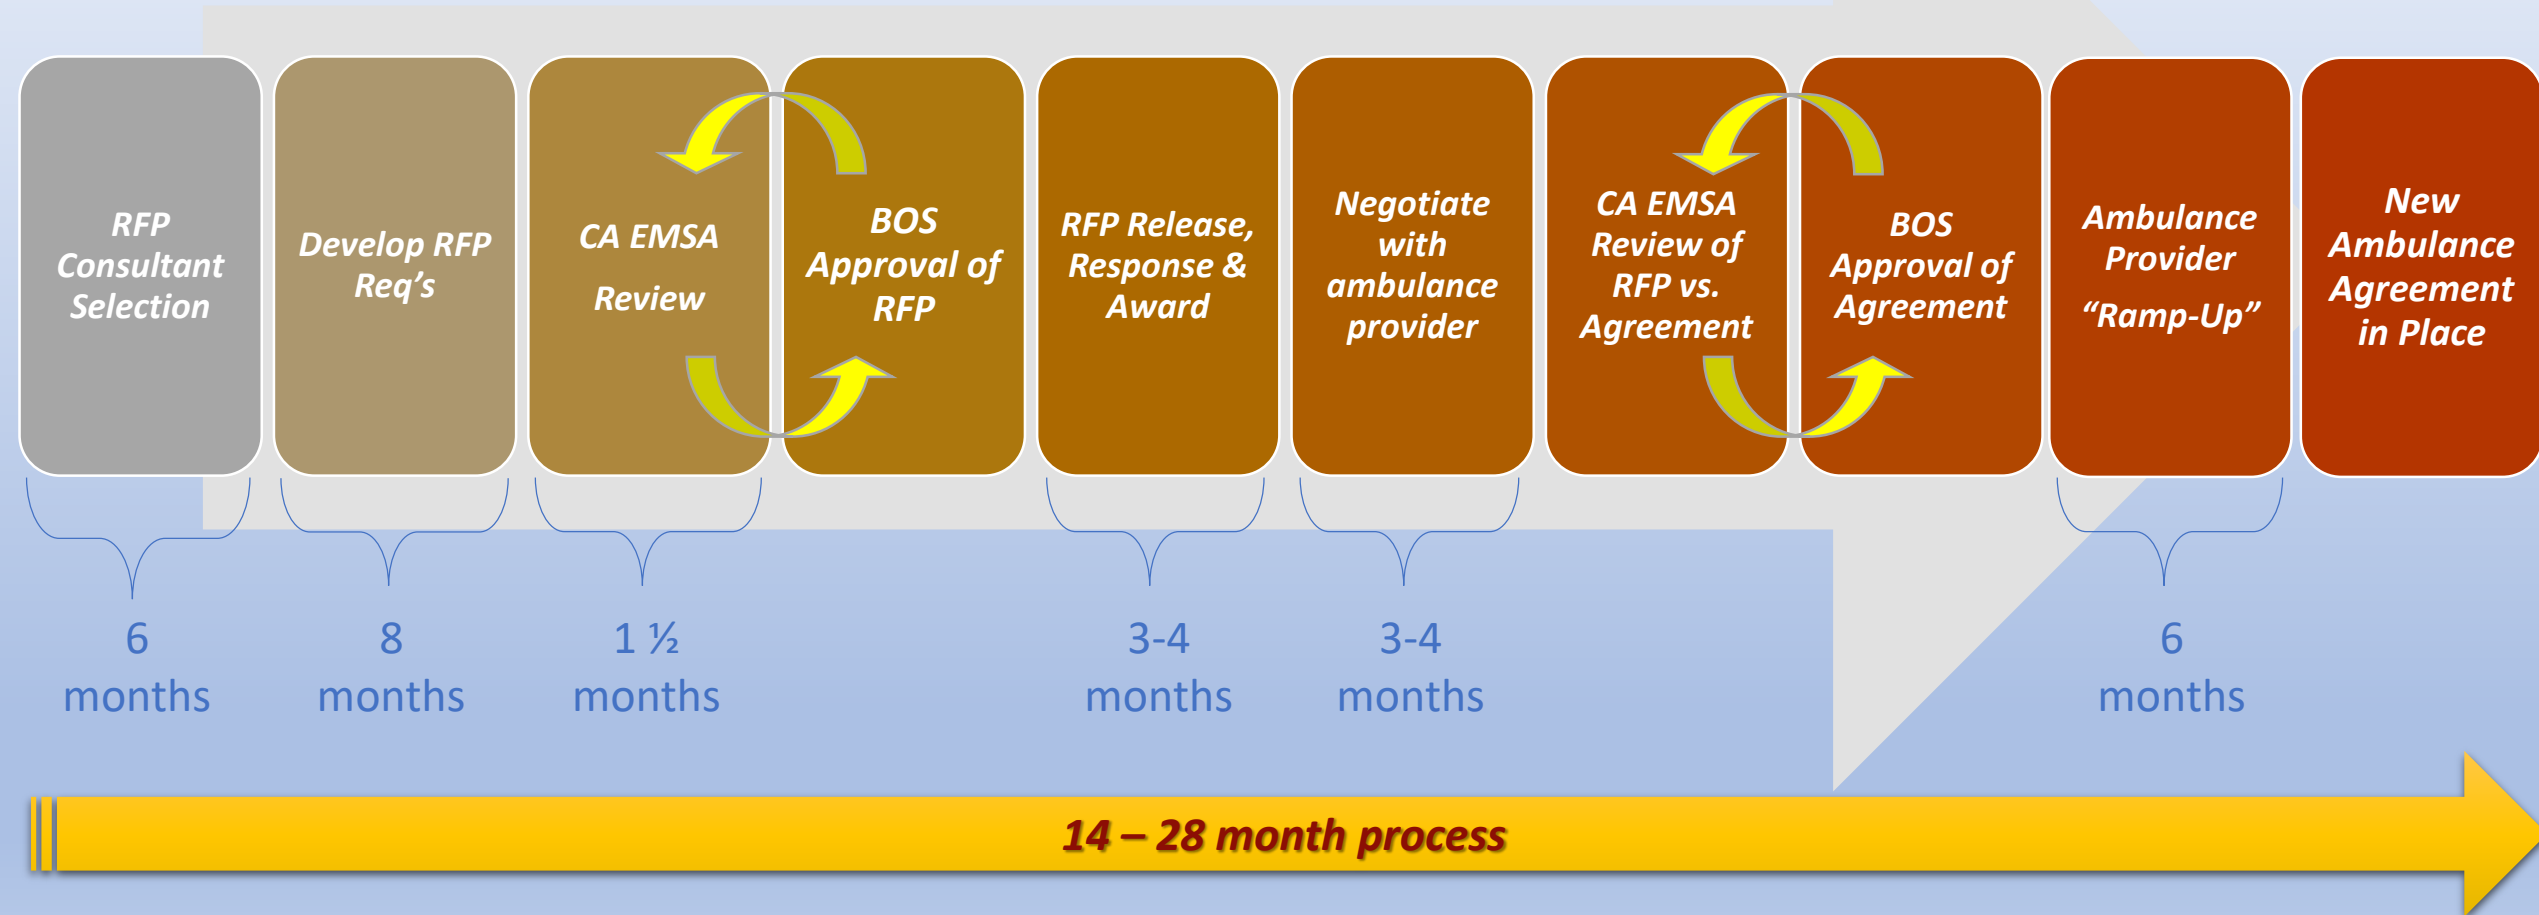 RFP
Consultant
Selection
Develop RFP
Req’s
CA EMSA
Review
BOS
Approval of
RFP
RFP Release,
Response &
Award
Negotiate
with
ambulance
provider
CA EMSA
Review of
RFP vs.
Agreement
BOS
Approval of
Agreement
Ambulance
Provider
“Ramp-Up”
New
Ambulance
Agreement
in Place
6
months
8
months
1 ½
months
3-4
months
3-4
months
6
months
14 – 28 month process